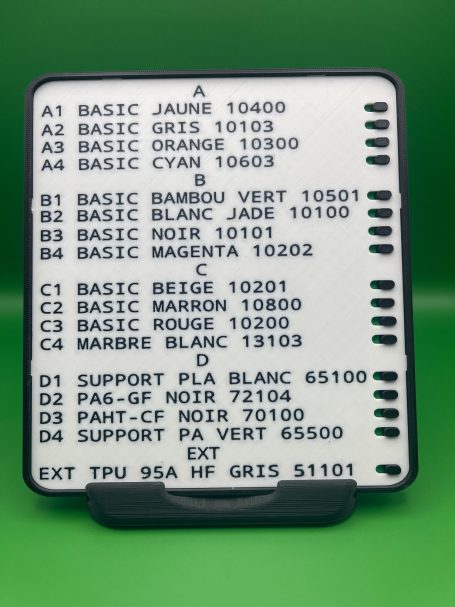 A
A1 BASIC JAUNE 10400
A2 BASIC GRIS 10103
A3 BASIC ORANGE 10300
A4 BASIC CYAN 10603
B
B1 BASIC BAMBOU VERT 10501
B2 BASIC BLANC JADE 10100
B3 BASIC NOIR 10101
B4 BASIC MAGENTA 10202
C
C1 BASIC BEIGE 10201
C2 BASIC MARRON 10800
C3 BASIC ROUGE 10200
C4 MARBRE BLANC 13103
D
D1 SUPPORT PLA BLANC 65100
D2 PA6-GF NOIR 72104
D3 PAHT-CF NOIR 70100
D4 SUPPORT PA VERT 65500
EXT
EXT TPU 95A HF GRIS 51101